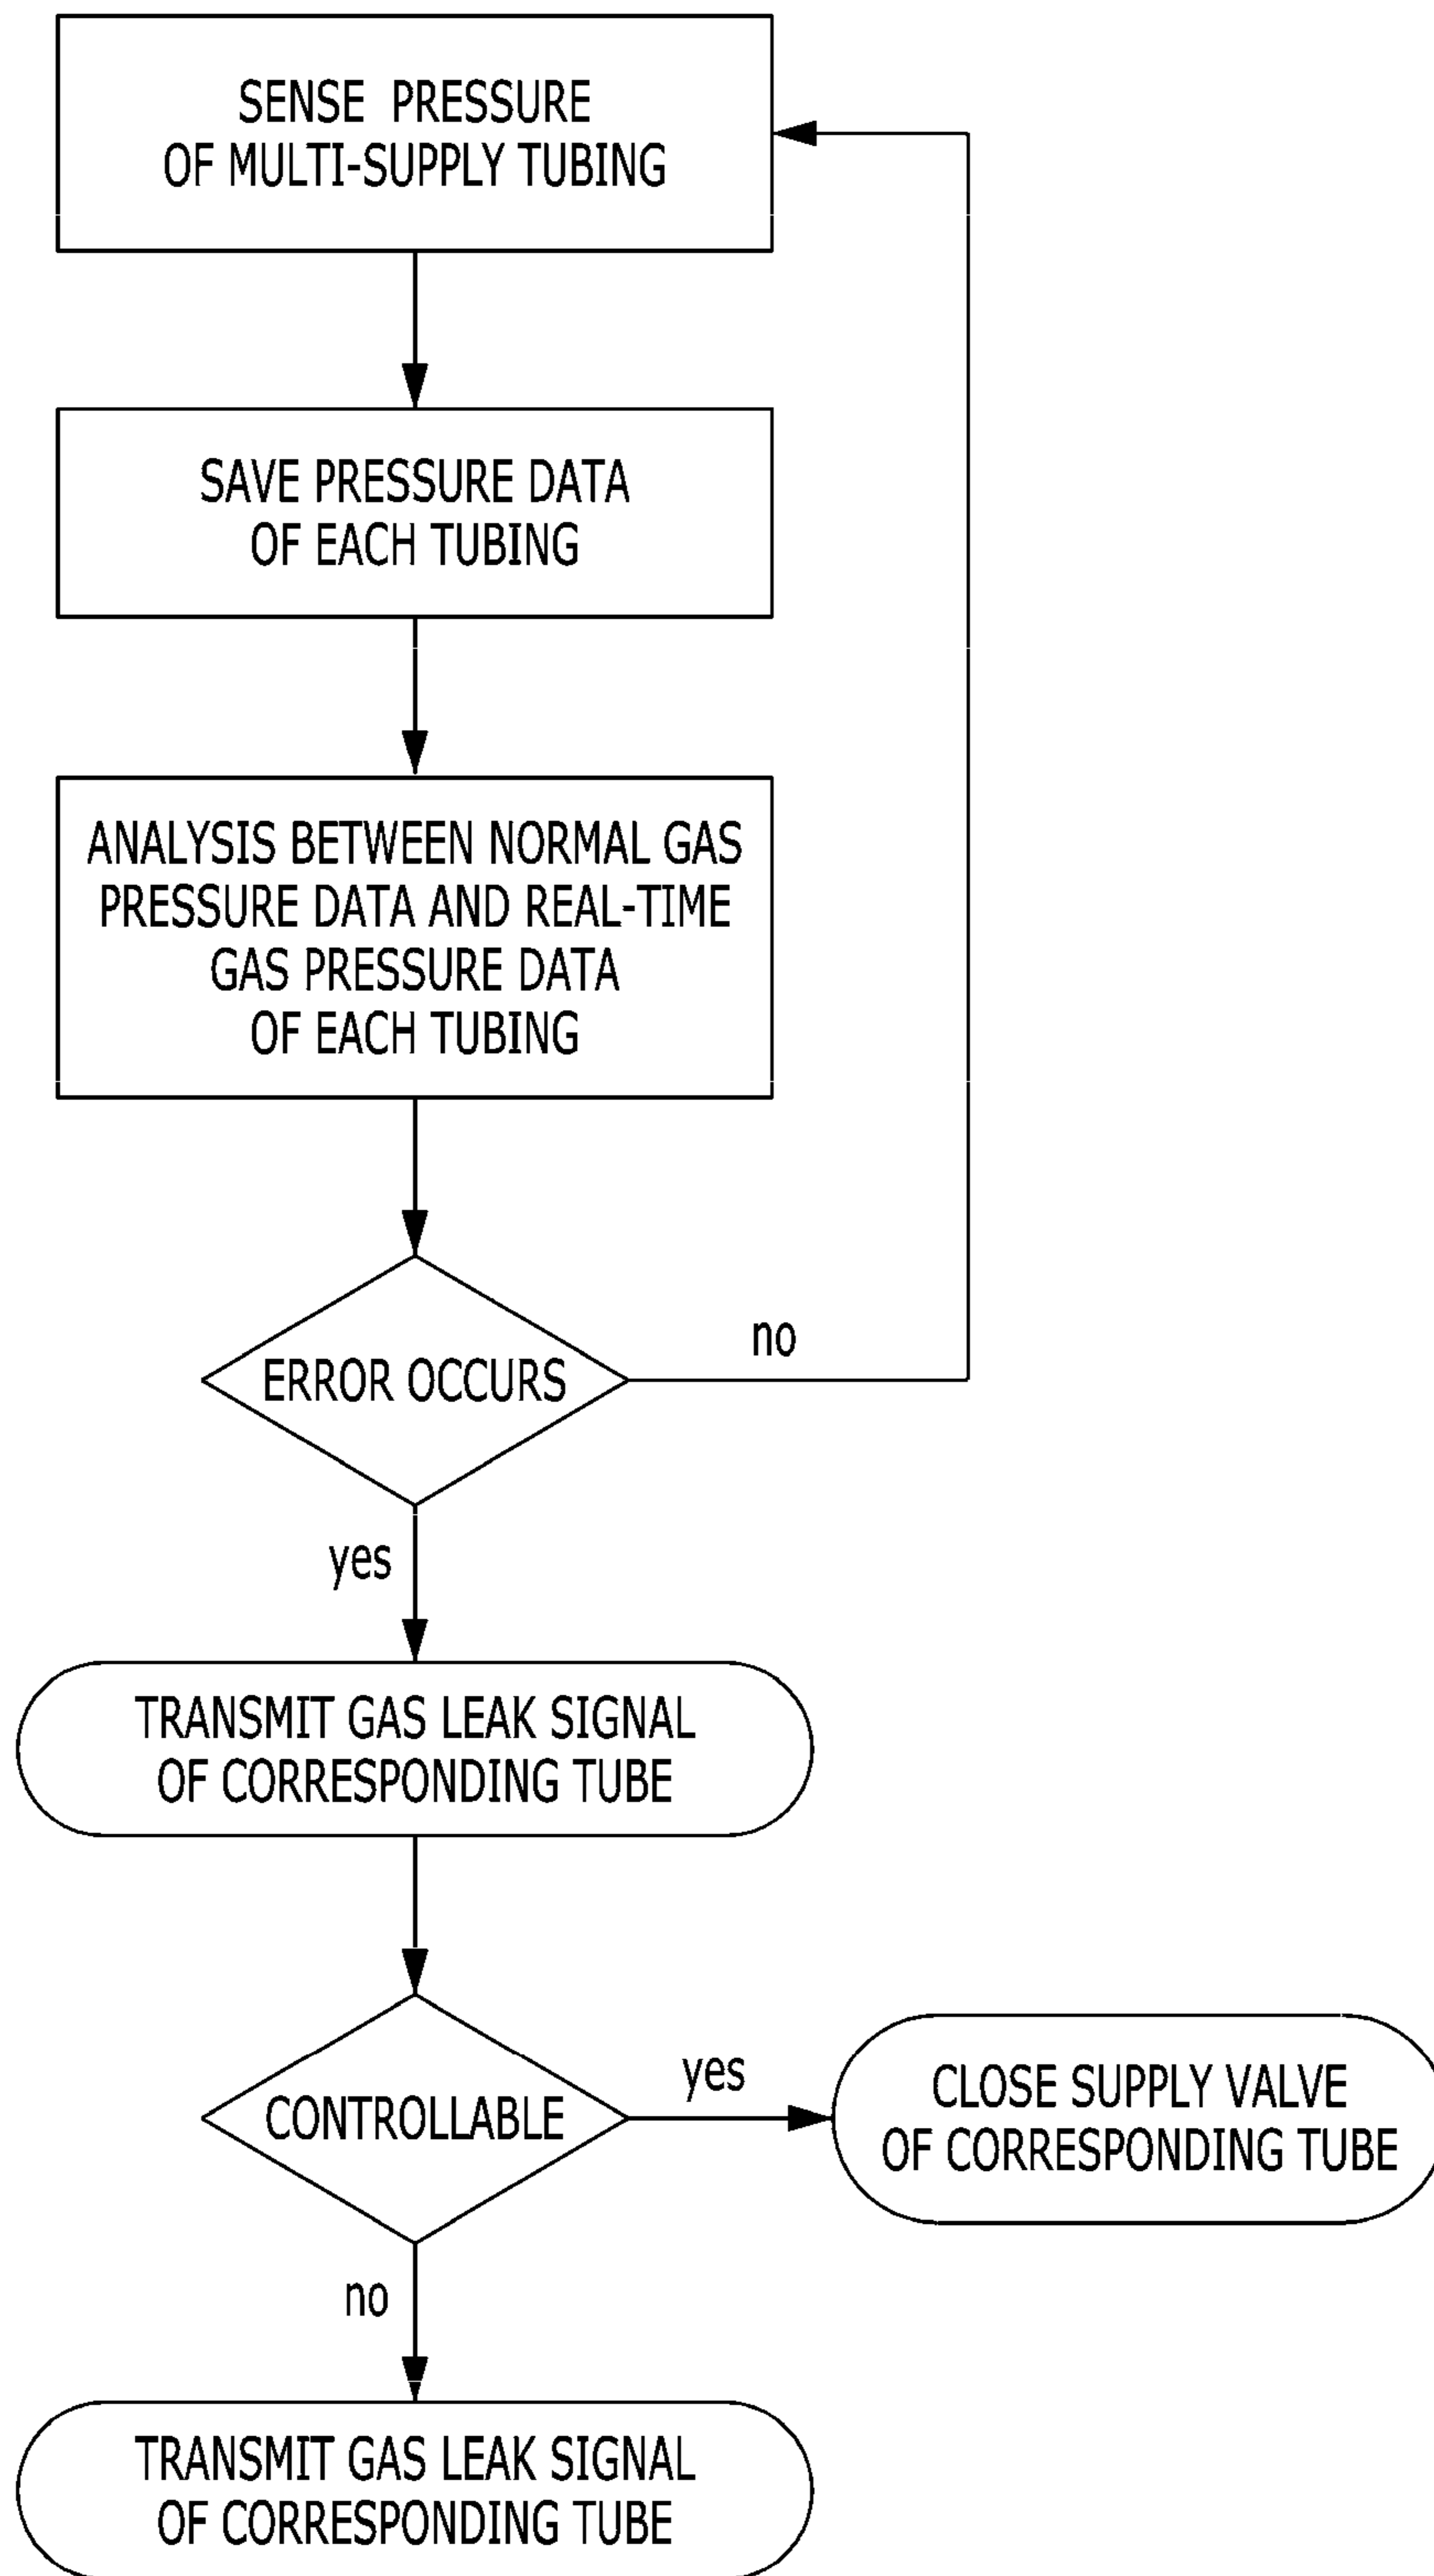 SENSE PRESSURE
OF MULTI-SUPPLY TUBING
SAVE PRESSURE DATA
OF EACH TUBING
ANALYSIS BETWEEN NORMAL GAS
PRESSURE DATA AND REAL-TIME
GAS PRESSURE DATA
OF EACH TUBING
no
ERROR OCCURS
yes
TRANSMIT GAS LEAK SIGNAL
OF CORRESPONDING TUBE
yes
CONTROLLABLE
CLOSE SUPPLY VALVE
OF CORRESPONDING TUBE
no
TRANSMIT GAS LEAK SIGNAL
OF CORRESPONDING TUBE